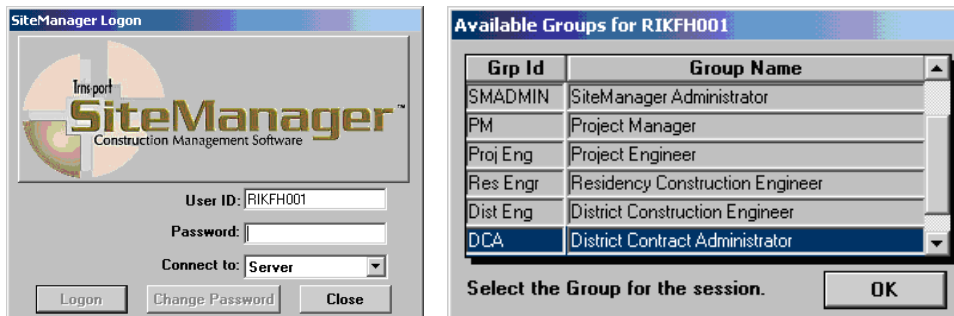 SiteManager Logon
Trns•port
SiteManager™
Construction Management Software
User ID: RIKFH001
Password:
Connect to: Server
Logon Change Password Close
Available Groups for RIKFH001
Grp Id Group Name
SMADMIN SiteManager Administrator
PM Project Manager
Proj Eng Project Engineer
Res Engr Residency Construction Engineer
Dist Eng District Construction Engineer
DCA District Contract Administrator
Select the Group for the session. OK